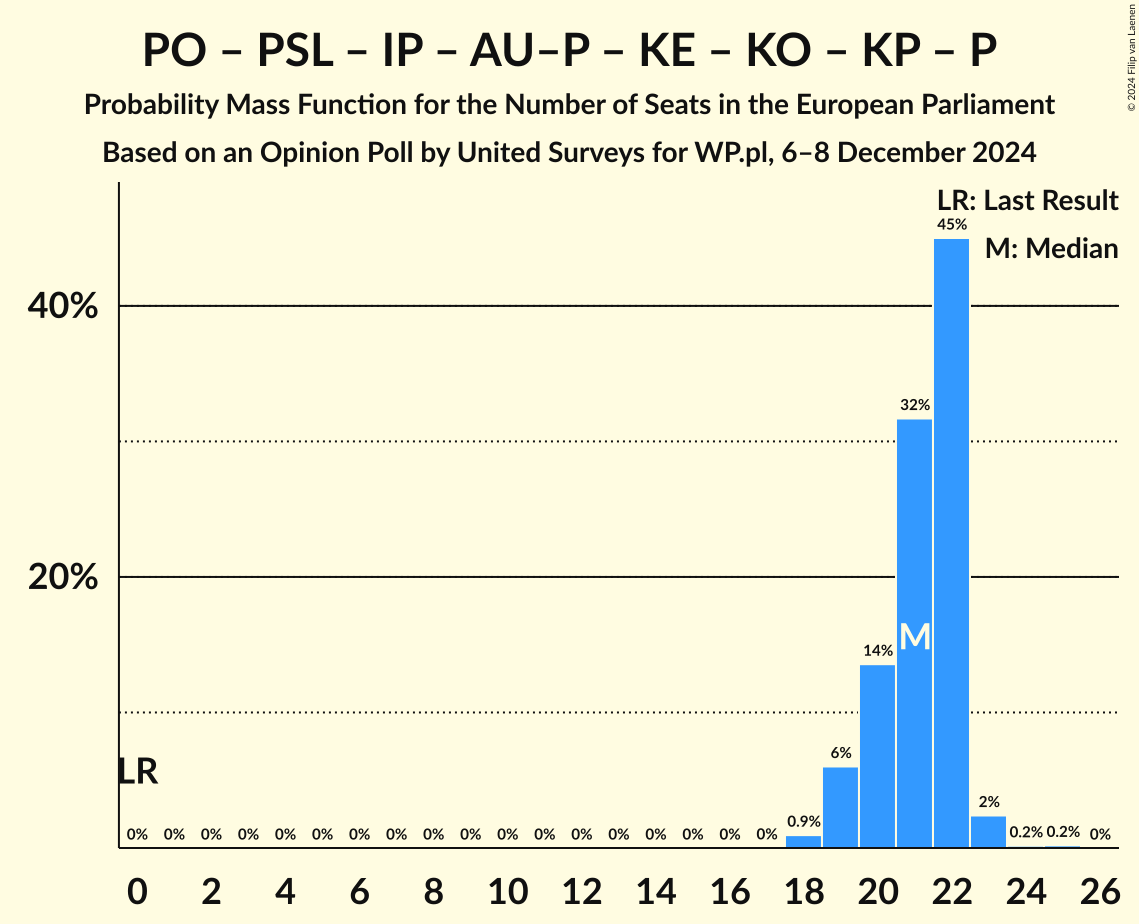 PO – PSL – IP – AU–P – KE – KO – KP – P
Probability Mass Function for the Number of Seats in the European Parliament
Based on an Opinion Poll by United Surveys for WP.pl, 6–8 December 2024
© 2024 Filip van Laenen
LR: Last Result
M: Median
45%
40%
32%
20%
14%
M
6%
LR
2%
0% 0% 0% 0% 0% 0% 0% 0% 0% 0% 0% 0% 0% 0% 0% 0% 0% 0% 0.9% 0.2% 0.2% 0%
0 2 4 6 8 10 12 14 16 18 20 22 24 26